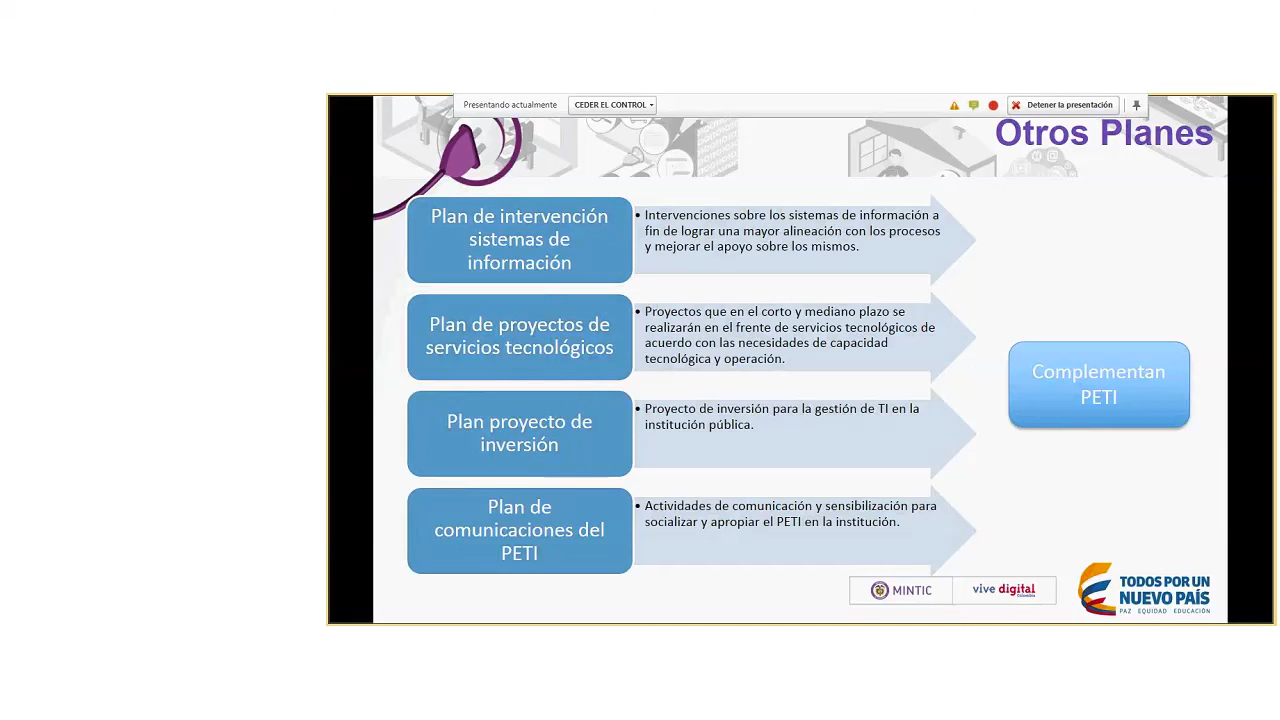 Presentando actualmente
CEDER EL CONTROL
Detener la presentación
Otros Planes
Plan de intervención
sistemas de
información
• Intervenciones sobre los sistemas de información a
fin de lograr una mayor alineación con los procesos
y mejorar el apoyo sobre los mismos.
Plan de proyectos de
servicios tecnológicos
• Proyectos que en el corto y mediano plazo se
realizarán en el frente de servicios tecnológicos de
acuerdo con las necesidades de capacidad
tecnológica y operación.
Plan proyecto de
inversión
• Proyecto de inversión para la gestión de TI en la
institución pública.
Plan de
comunicaciones del
PETI
• Actividades de comunicación y sensibilización para
socializar y apropiar el PETI en la institución.
Complementan
PETI
MINTIC
vive digital
Colombia
TODOS POR UN
NUEVO PAÍS
PAZ EQUIDAD EDUCACIÓN